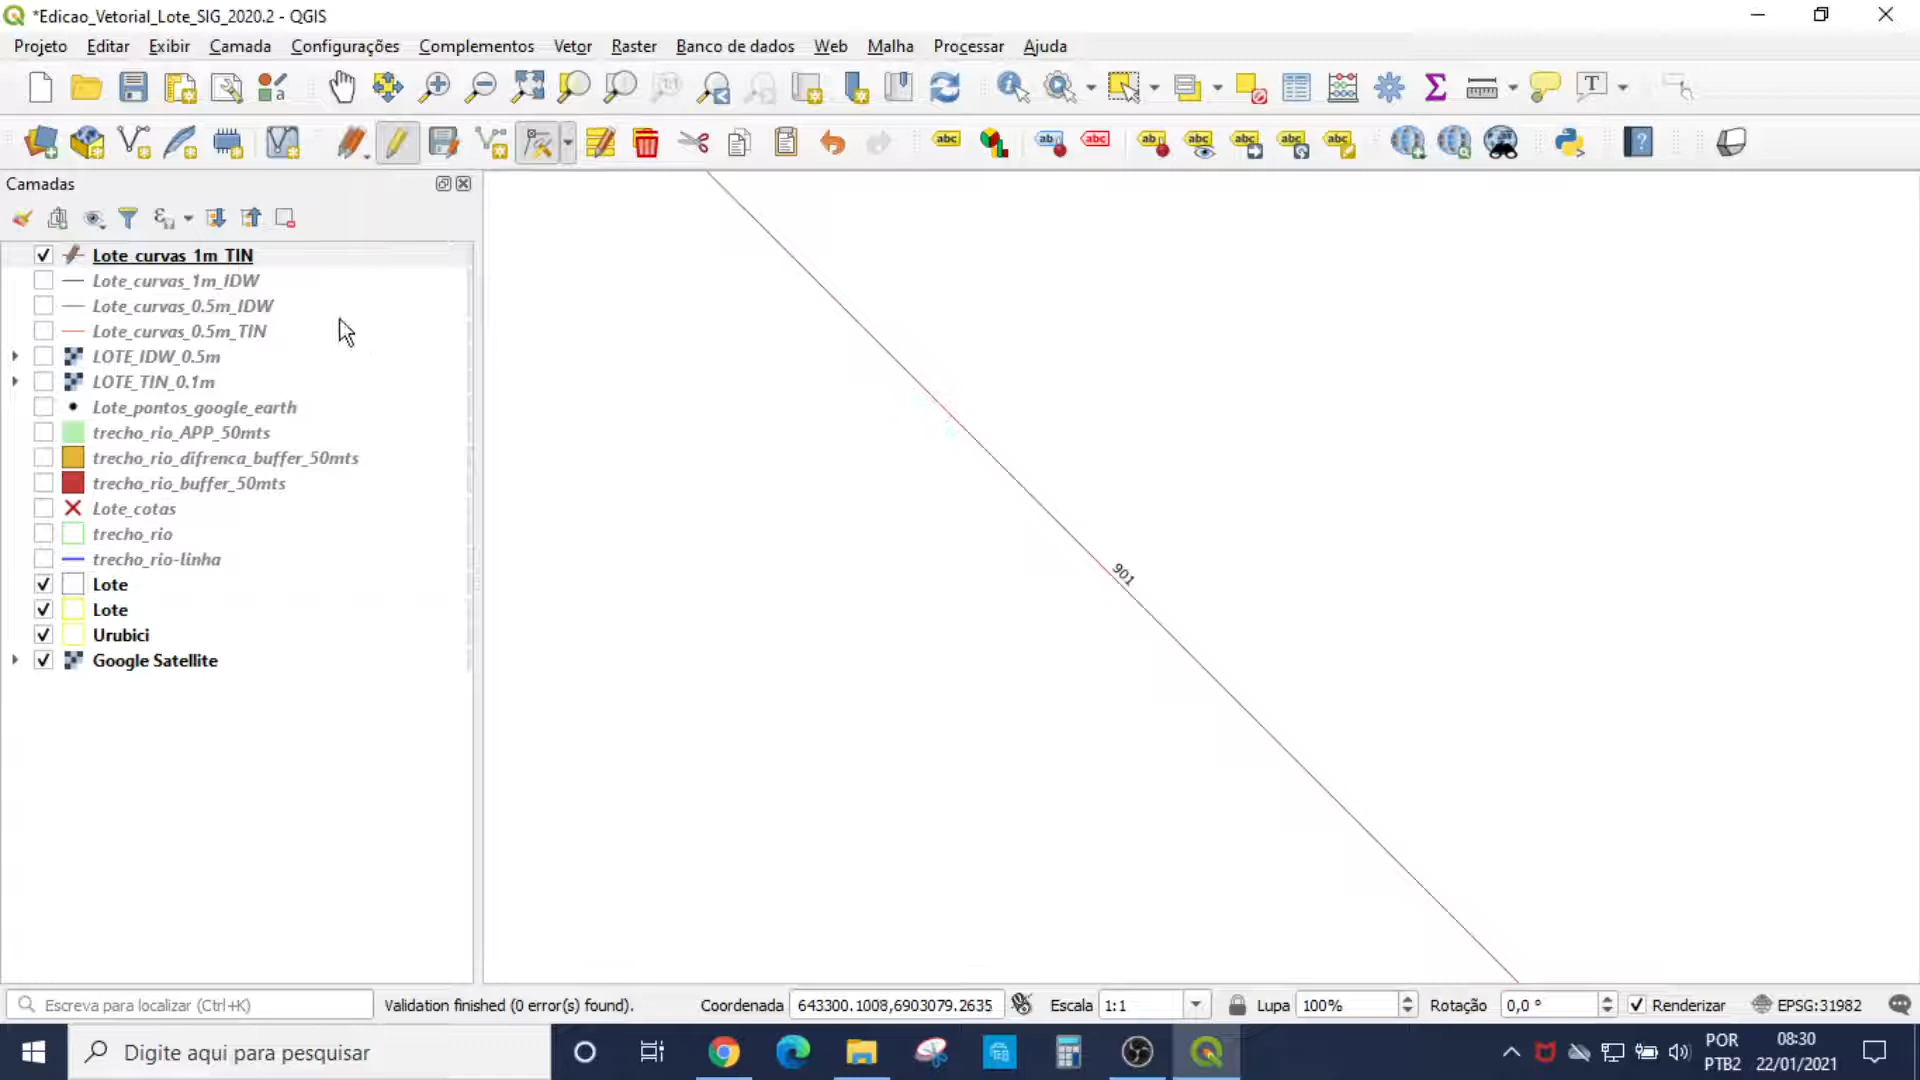 *Edicao_Vetorial_Lote_SIG_2020.2 - QGIS
Projeto Editar Exibir Camada Configurações Complementos Vetor Raster Banco de dados Web Malha Processar Ajuda
Camadas
Lote_curvas_1m_TIN
Lote_curvas_1m_IDW
Lote_curvas_0.5m_IDW
Lote_curvas_0.5m_TIN
LOTE_IDW_0.5m
LOTE_TIN_0.1m
Lote_pontos_google_earth
trecho_rio_APP_50mts
trecho_rio_difrenca_buffer_50mts
trecho_rio_buffer_50mts
Lote_cotas
trecho_rio
trecho_rio-linha
Lote
Lote
Urubici
Google Satellite
901
Escreva para localizar (Ctrl+K) Validation finished (0 error(s) found). Coordenada 643300.1008,6903079.2635 Escala 1:1 Lupa 100% Rotação 0,0 ° Renderizar EPSG:31982
Digite aqui para pesquisar
POR 08:30
PTB2 22/01/2021